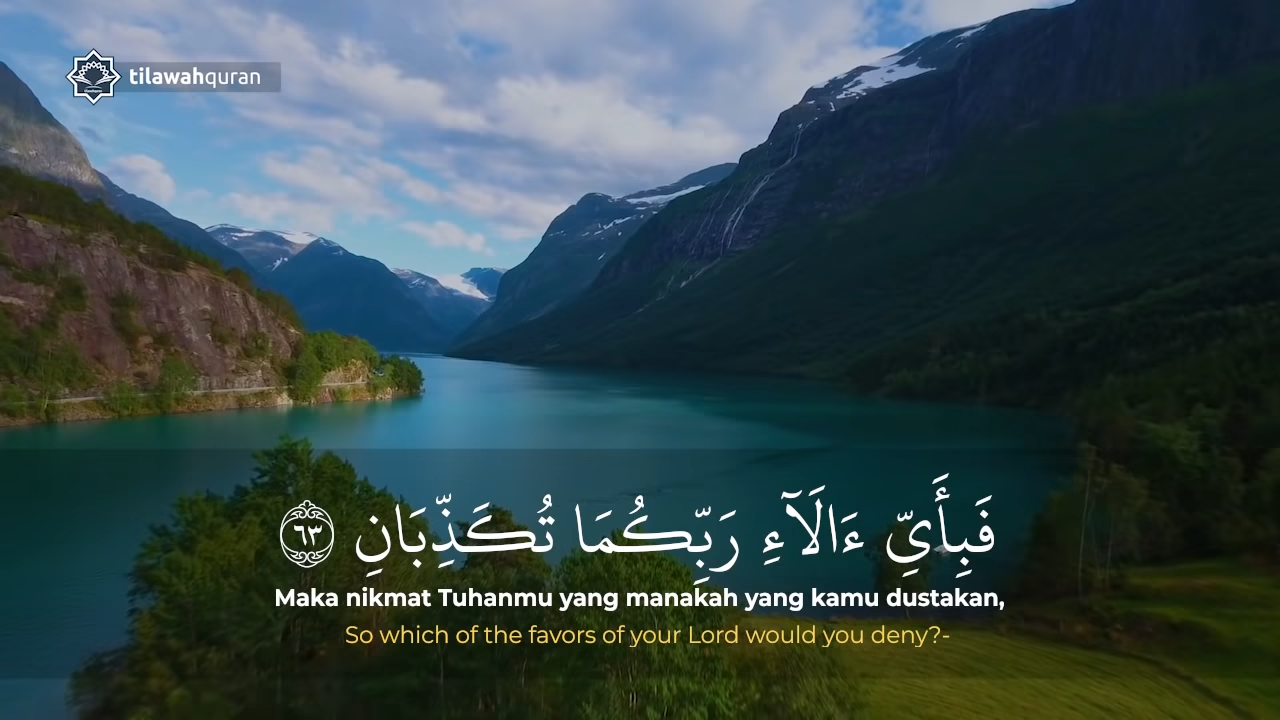 tilawahquran
فَبِأَيِّ ءَالَآءِ رَبِّكُمَا تُكَذِّبَانِ ٦٣
Maka nikmat Tuhanmu yang manakah yang kamu dustakan,
So which of the favors of your Lord would you deny?-